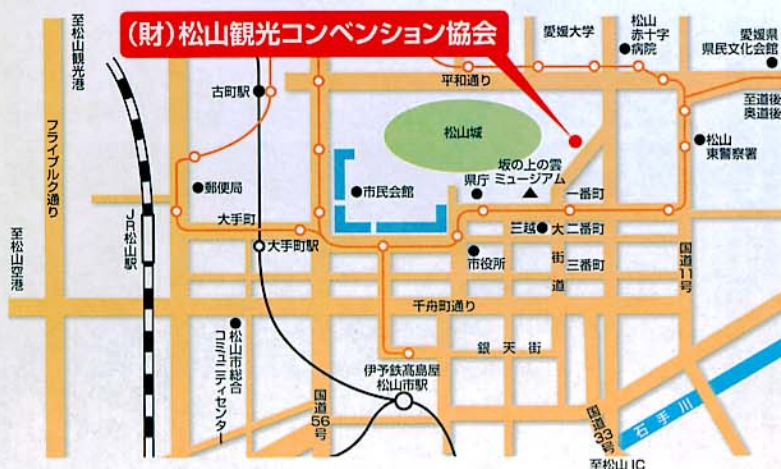 (財)松山観光コンベンション協会
至松山観光港
愛媛大学
松山
赤十字
病院
愛媛県
県民文化会館
古町駅
平和通り
至道後
奥道後
フライブルク通り
松山城
松山
東警察署
郵便局
市民会館
県庁
坂の上の雲
ミュージアム
一番町
大手町
JR松山駅
大手町駅
三越
大街道
二番町
市役所
三番町
国道11号
至松山空港
千舟町通り
松山市総合
コミュニティセンター
銀天街
伊予鉄髙島屋
松山市駅
国道56号
国道33号
石手川
至松山IC